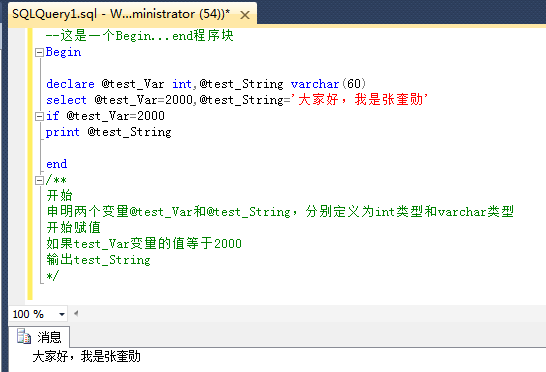 SQLQuery1.sql - W...ministrator (54))*
--这是一个Begin...end程序块
Begin
declare @test_Var int,@test_String varchar(60)
select @test_Var=2000,@test_String='大家好，我是张奎勋'
if @test_Var=2000
print @test_String
end
/**
开始
申明两个变量@test_Var和@test_String，分别定义为int类型和varchar类型
开始赋值
如果test_Var变量的值等于2000
输出test_String
*/
100 %
消息
大家好，我是张奎勋